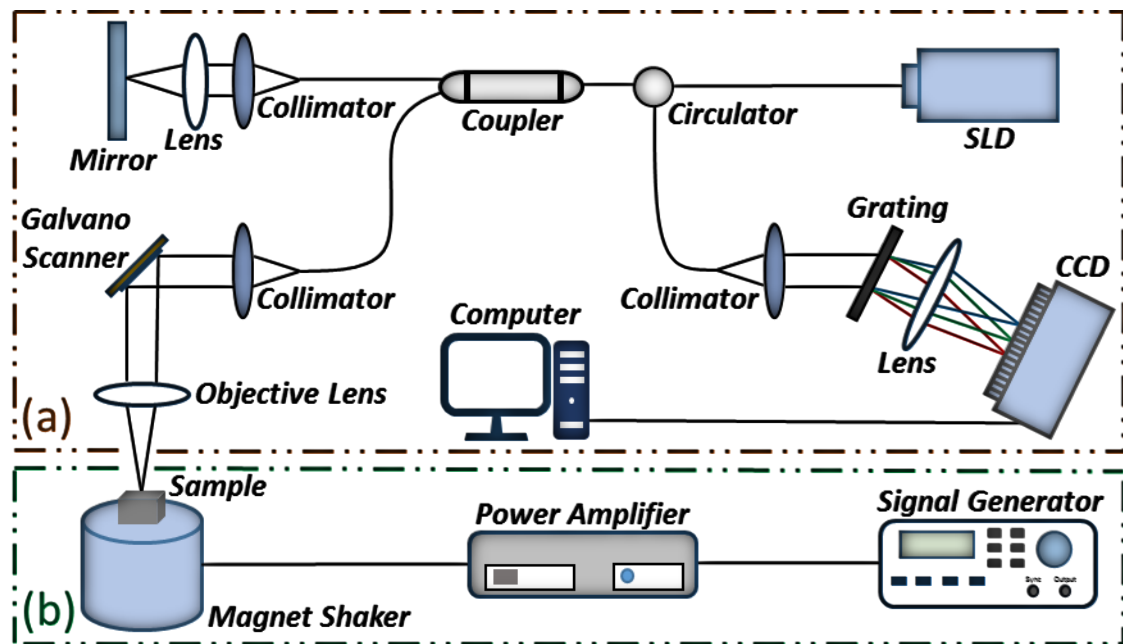 Mirror
Lens
Collimator
Coupler
Circulator
SLD
Galvano
Scanner
Collimator
Collimator
Grating
Lens
CCD
Computer
Objective Lens
(a)
Sample
Magnet Shaker
Power Amplifier
Signal Generator
Sync
Output
(b)